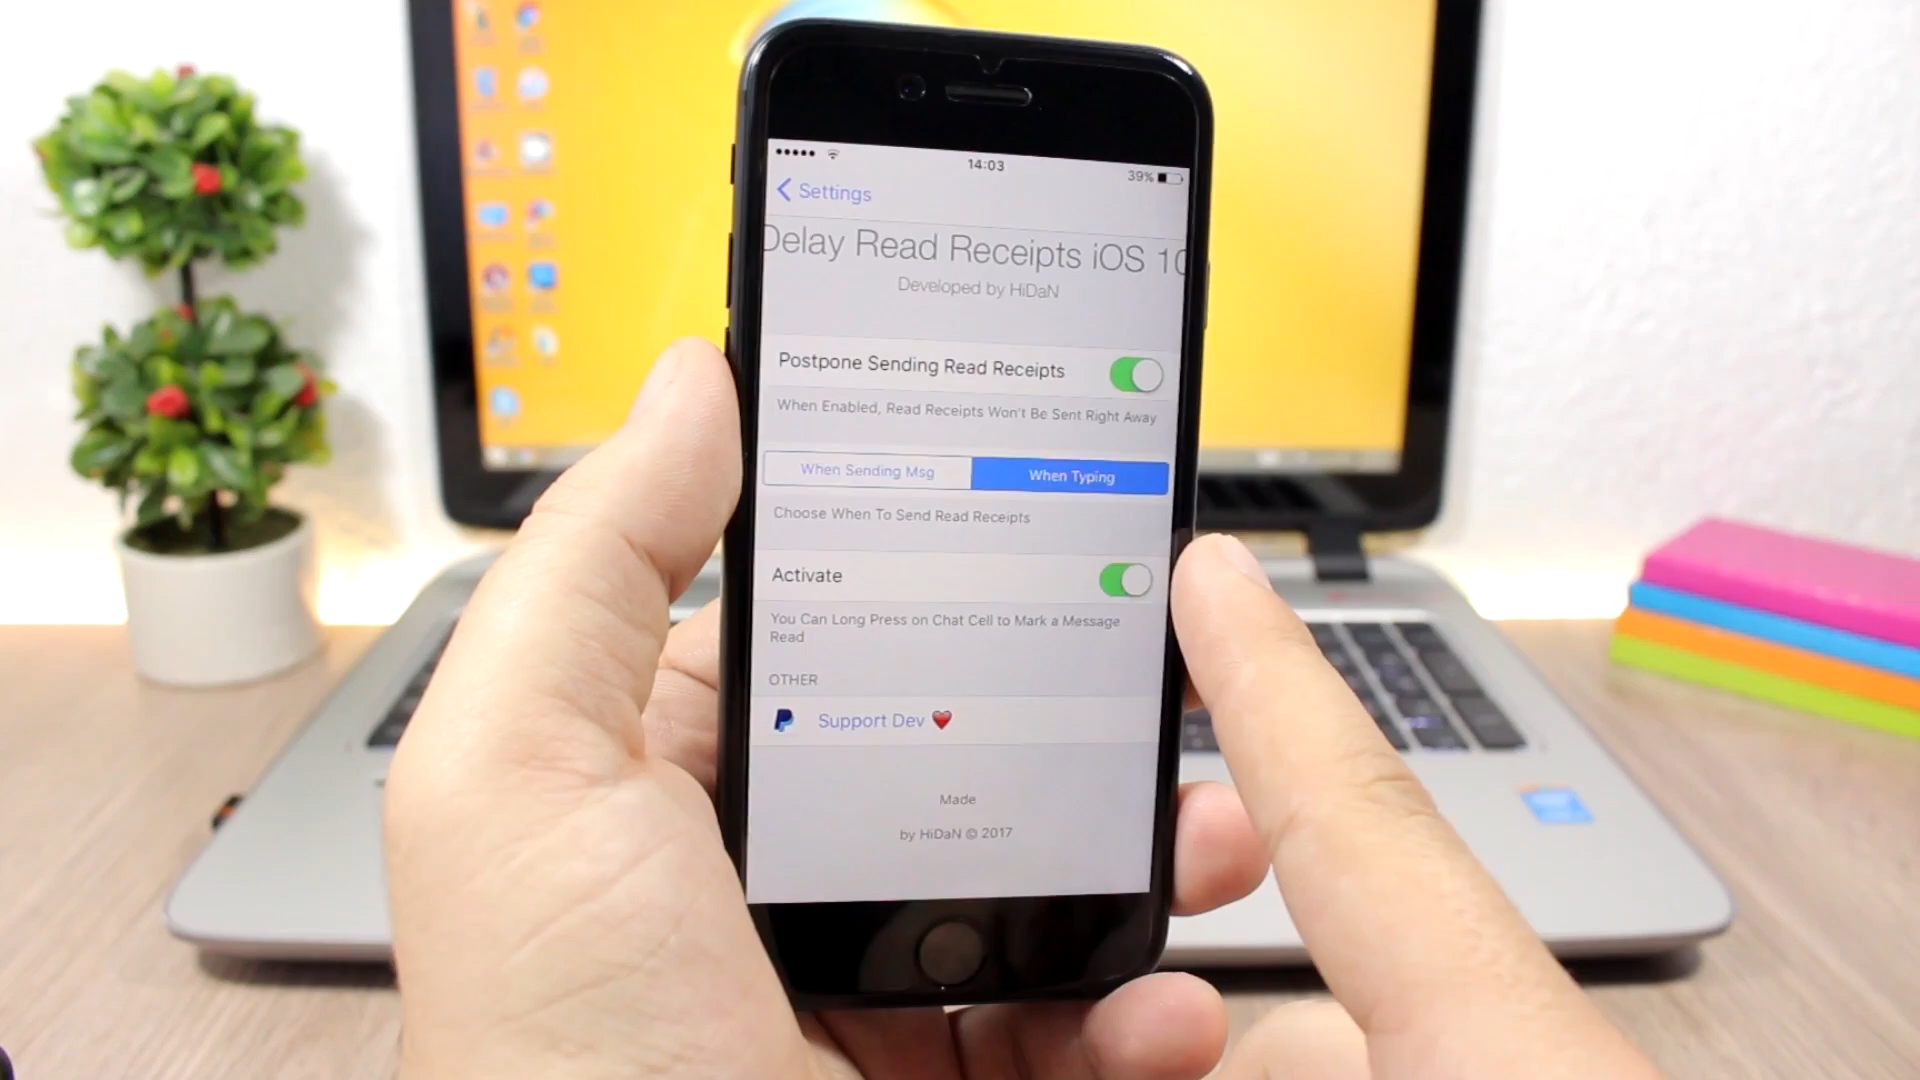 14:03
39%
Settings
Delay Read Receipts iOS 10
Developed by HiDaN
Postpone Sending Read Receipts
When Enabled, Read Receipts Won't Be Sent Right Away
When Sending Msg
When Typing
Choose When To Send Read Receipts
Activate
You Can Long Press on Chat Cell to Mark a Message
Read
OTHER
Support Dev ❤️
Made
by HiDaN © 2017